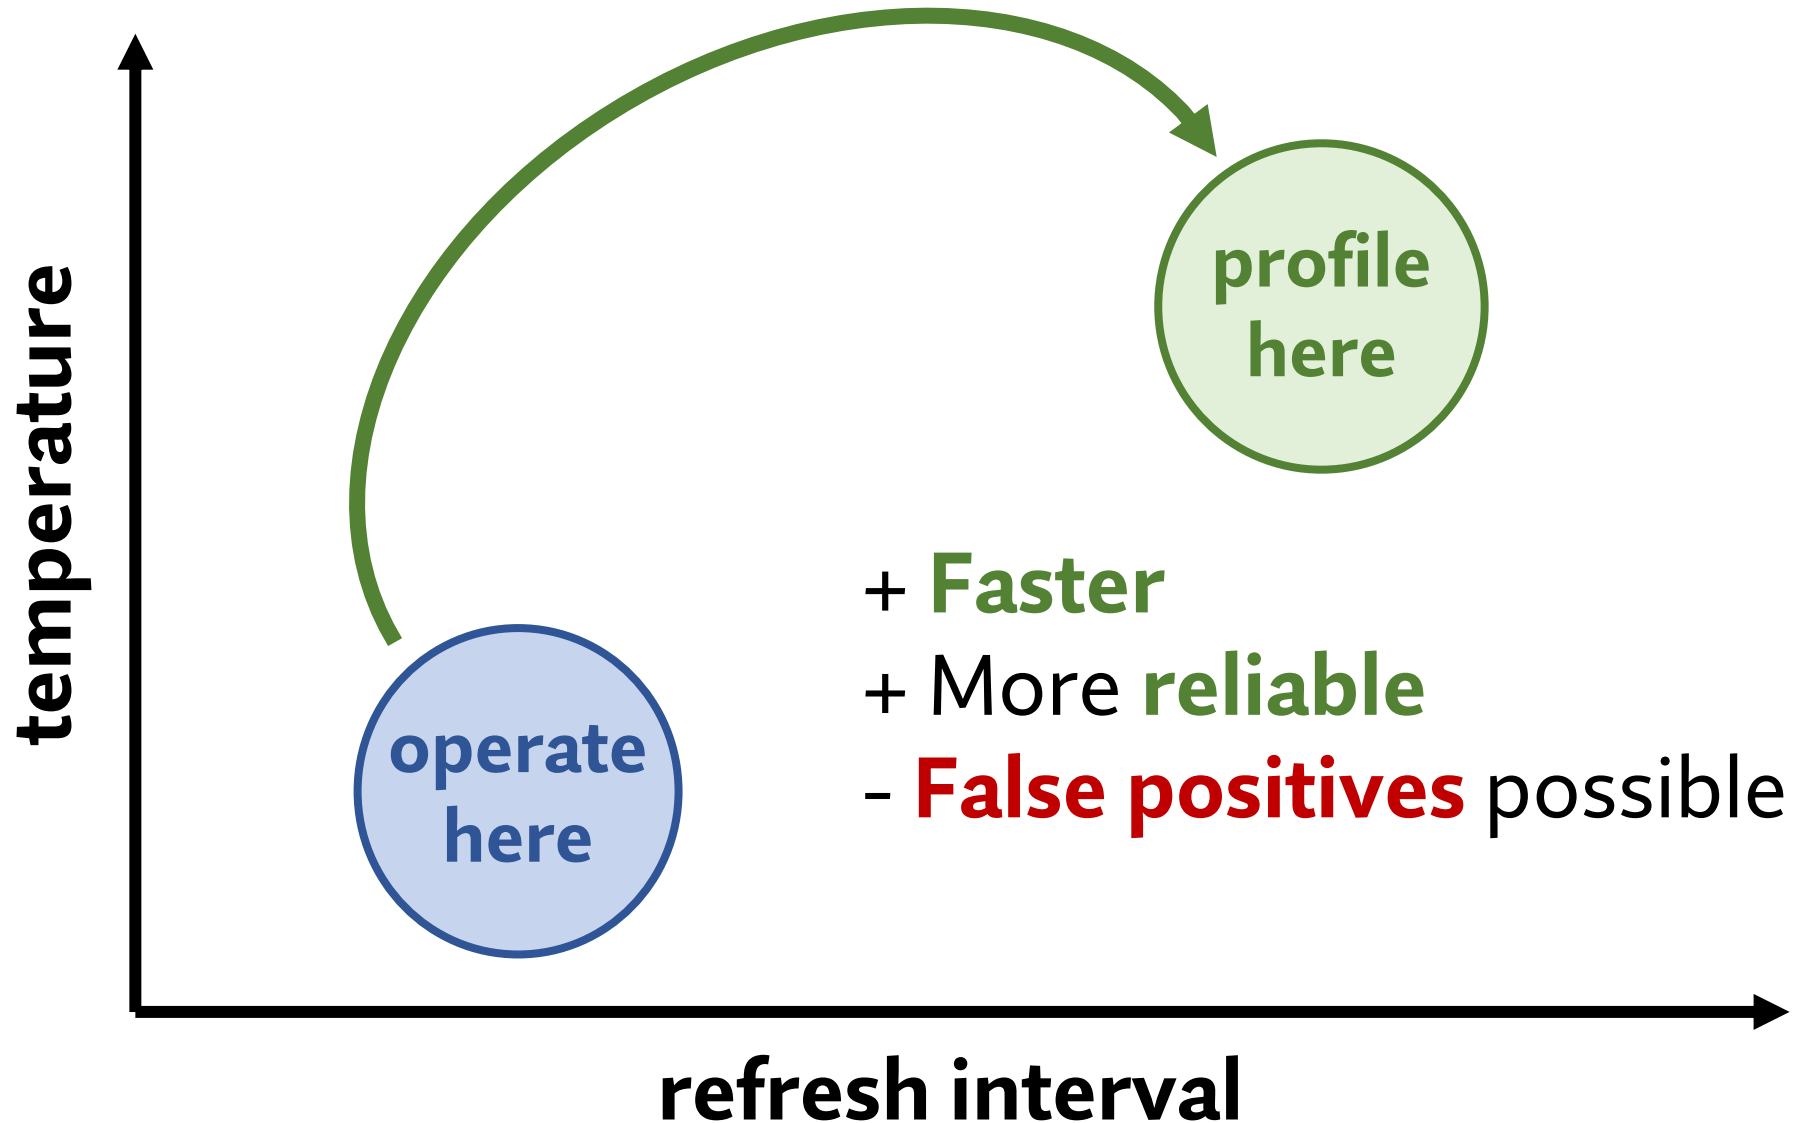 temperature
profile
here
operate
here
+ Faster
+ More reliable
- False positives possible
refresh interval